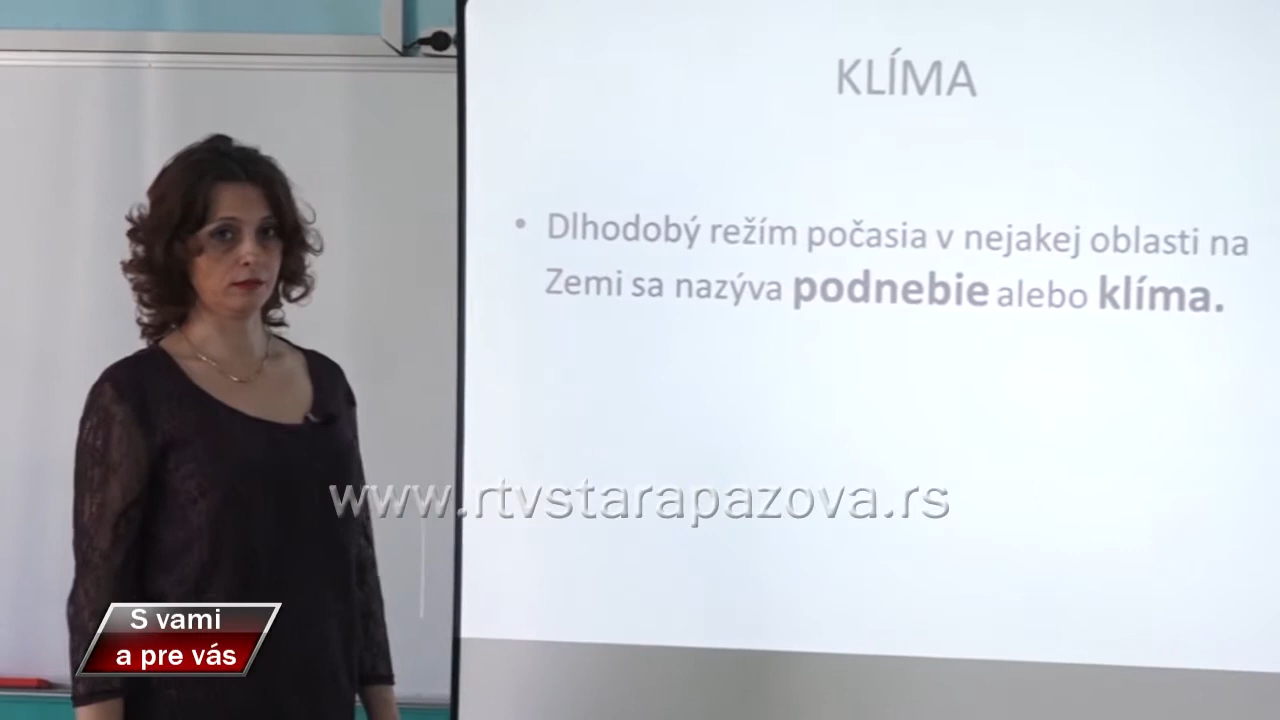 KLÍMA
• Dlhodobý režím počasia v nejakej oblasti na
Zemi sa nazýva podnebie alebo klíma.
www.rtvstarapazova.rs
S vami
a pre vás